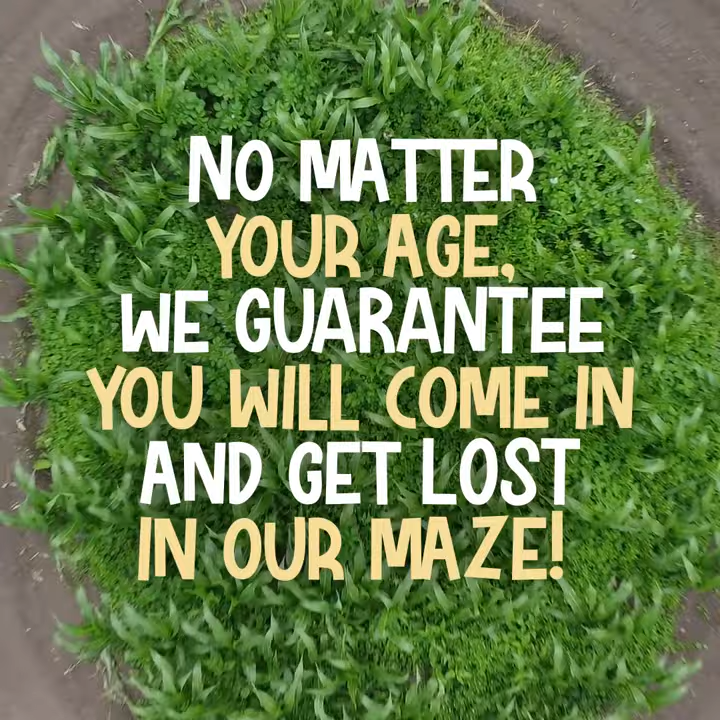 NO MATTER
YOUR AGE,
WE GUARANTEE
YOU WILL COME IN
AND GET LOST
IN OUR MAZE!